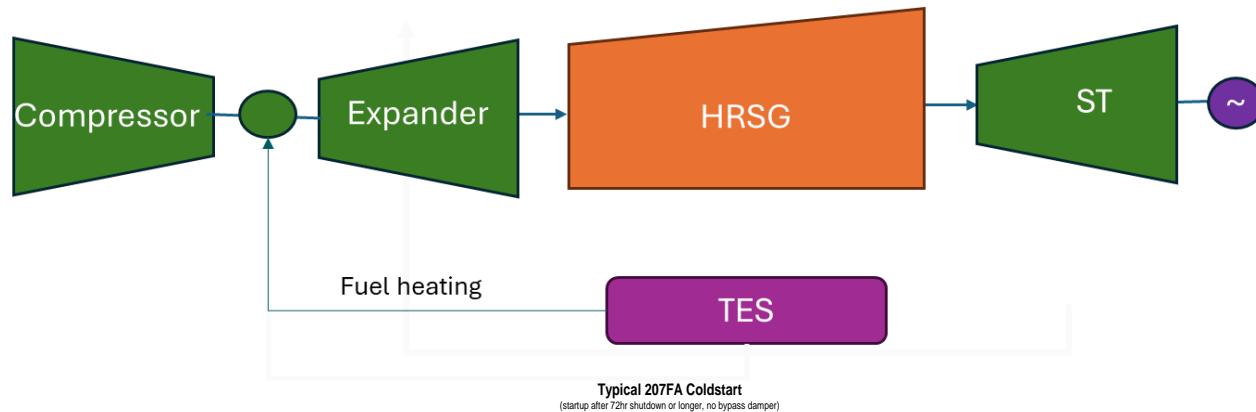 Compressor
Expander
HRSG
ST
~
Fuel heating
TES
Typical 207FA Coldstart
(startup after 72hr shutdown or longer, no bypass damper)